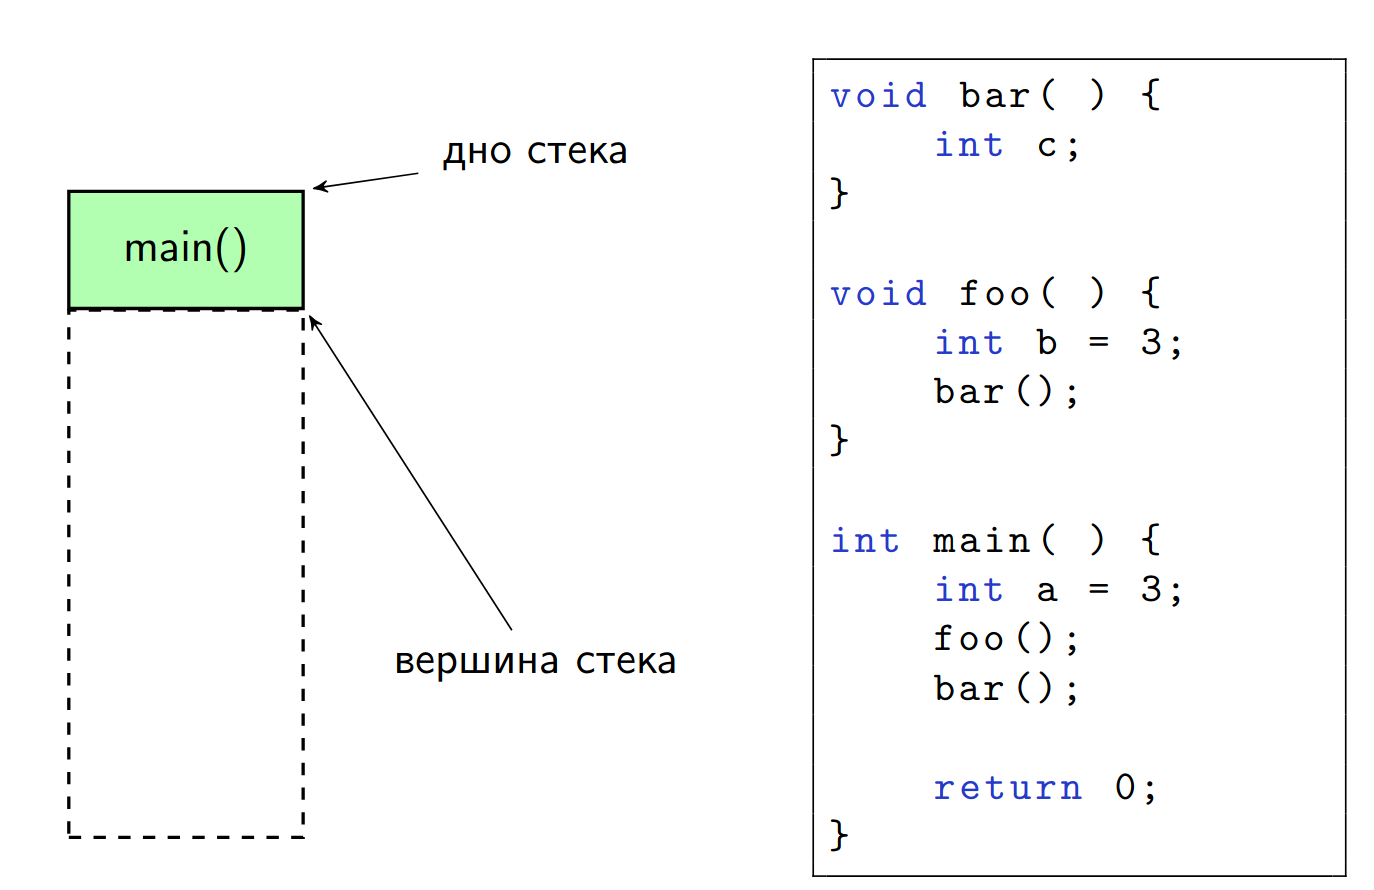 дно стека
main()
вершина стека
void bar( ) {
    int c;
}

void foo( ) {
    int b = 3;
    bar();
}

int main( ) {
    int a = 3;
    foo();
    bar();

    return 0;
}